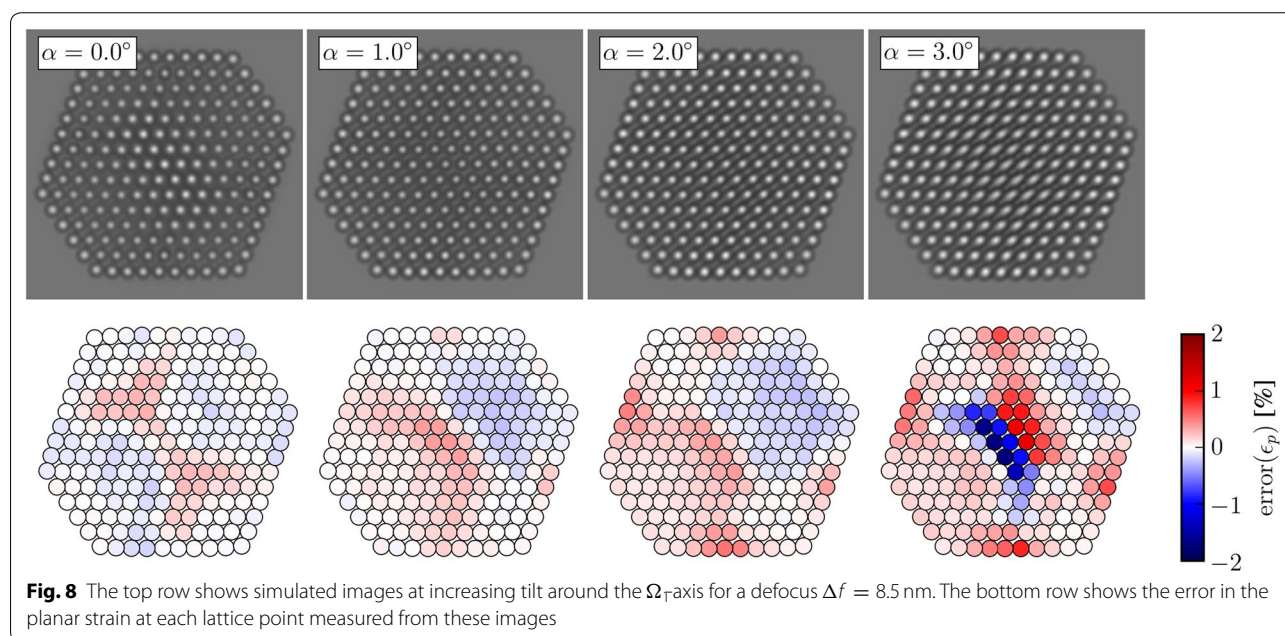 α = 0.0°
α = 1.0°
α = 2.0°
α = 3.0°
2
1
0
−1
−2
error(ϵₚ) [%]
Fig. 8 The top row shows simulated images at increasing tilt around the Ω_T axis for a defocus Δf = 8.5 nm. The bottom row shows the error in the
planar strain at each lattice point measured from these images